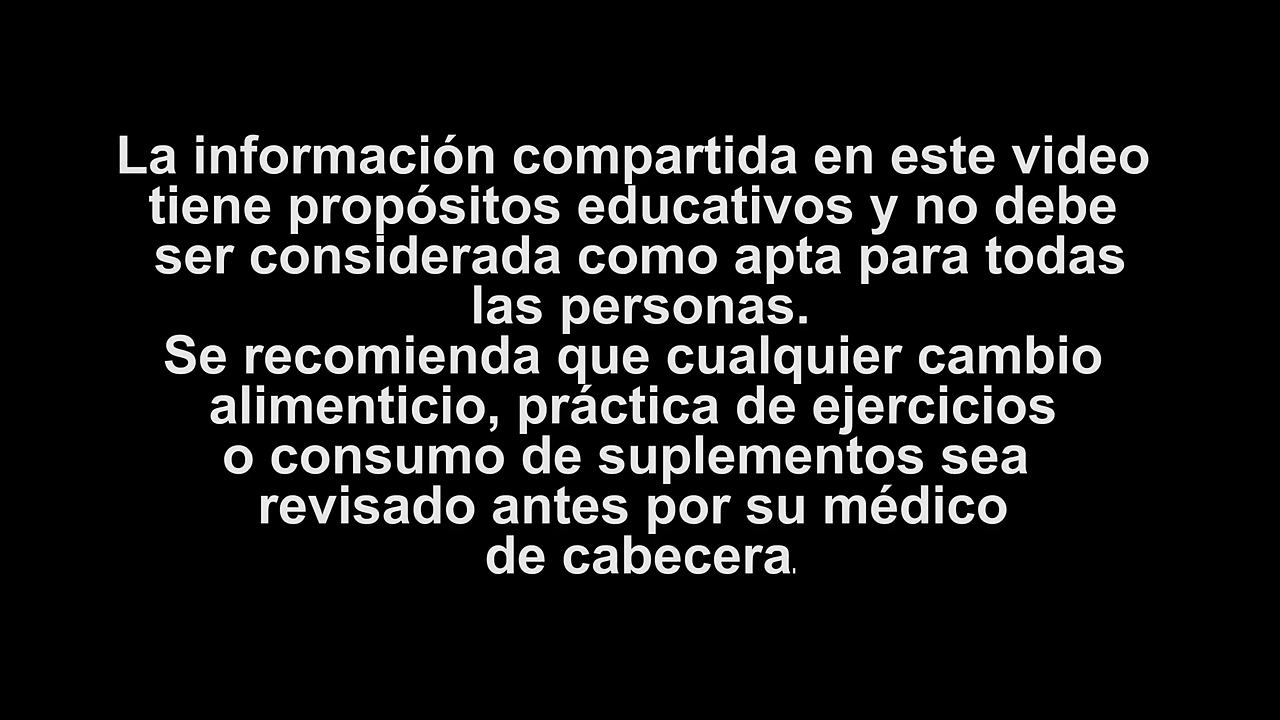 La información compartida en este video
tiene propósitos educativos y no debe
ser considerada como apta para todas
las personas.
Se recomienda que cualquier cambio
alimenticio, práctica de ejercicios
o consumo de suplementos sea
revisado antes por su médico
de cabecera.